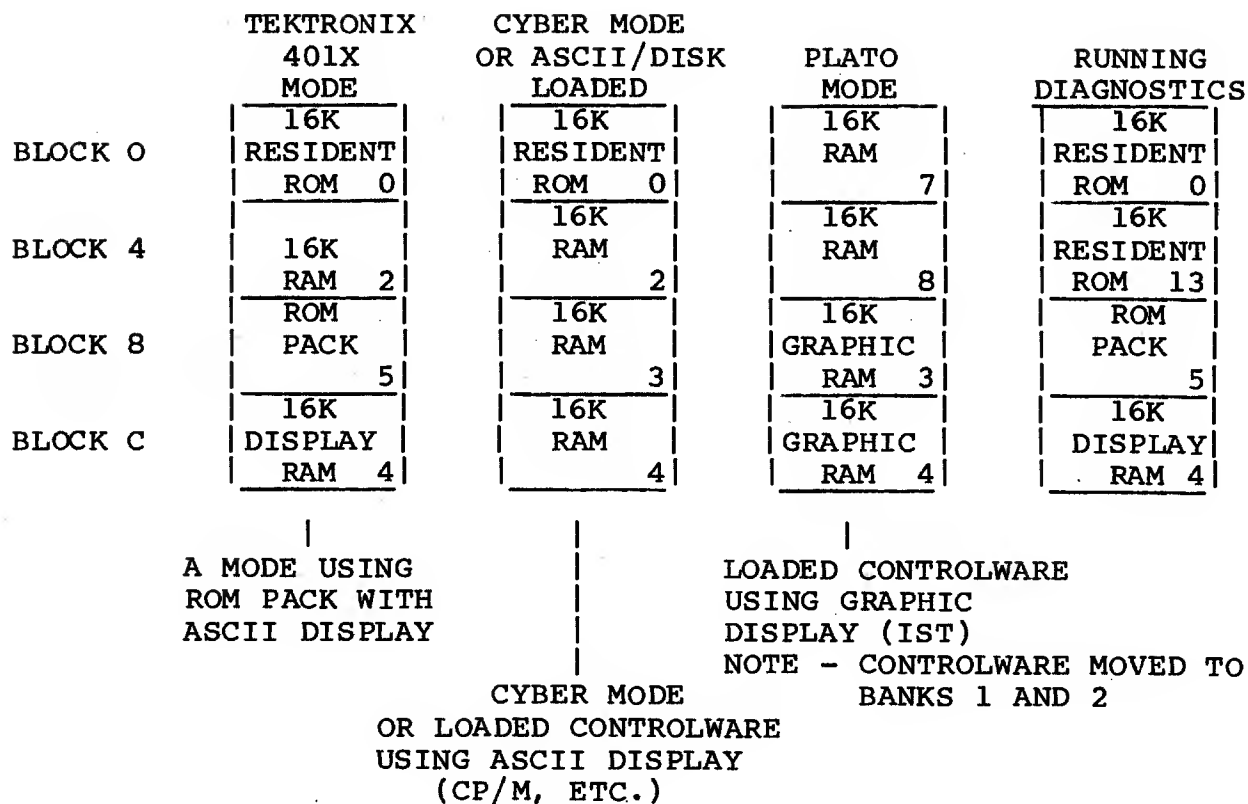 TEKTRONIX CYBER MODE
401X OR ASCII/DISK PLATO RUNNING
MODE LOADED MODE DIAGNOSTICS
16K 16K 16K 16K
BLOCK O RESIDENT RESIDENT RAM RESIDENT
ROM 0 ROM 0 7 ROM 0
16K 16K 16K
BLOCK 4 16K RAM RAM RESIDENT
RAM 2 2 8 ROM 13
ROM 16K 16K ROM
BLOCK 8 PACK RAM GRAPHIC PACK
5 3 RAM 3 5
16K 16K 16K 16K
BLOCK C DISPLAY RAM GRAPHIC DISPLAY
RAM 4 4 RAM 4 RAM 4
A MODE USING LOADED CONTROLWARE
ROM PACK WITH USING GRAPHIC
ASCII DISPLAY DISPLAY (IST)
NOTE - CONTROLWARE MOVED TO
CYBER MODE BANKS 1 AND 2
OR LOADED CONTROLWARE
USING ASCII DISPLAY
(CP/M, ETC.)